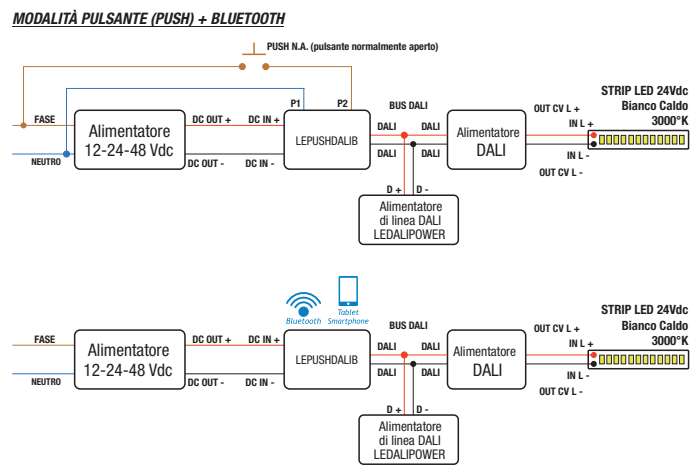 MODALITÀ PULSANTE (PUSH) + BLUETOOTH
PUSH N.A. (pulsante normalmente aperto)
FASE
NEUTRO
Alimentatore
12-24-48 Vdc
DC OUT +
DC IN +
DC OUT -
DC IN -
P1
P2
LEPUSHDALIB
BUS DALI
DALI
DALI
DALI
DALI
D +
D -
Alimentatore
di linea DALI
LEDALIPOWER
Alimentatore
DALI
OUT CV L +
IN L +
IN L -
OUT CV L -
STRIP LED 24Vdc
Bianco Caldo
3000°K
Bluetooth
Tablet
Smartphone
FASE
NEUTRO
Alimentatore
12-24-48 Vdc
DC OUT +
DC IN +
DC OUT -
DC IN -
LEPUSHDALIB
BUS DALI
DALI
DALI
DALI
DALI
D +
D -
Alimentatore
di linea DALI
LEDALIPOWER
Alimentatore
DALI
OUT CV L +
IN L +
IN L -
OUT CV L -
STRIP LED 24Vdc
Bianco Caldo
3000°K